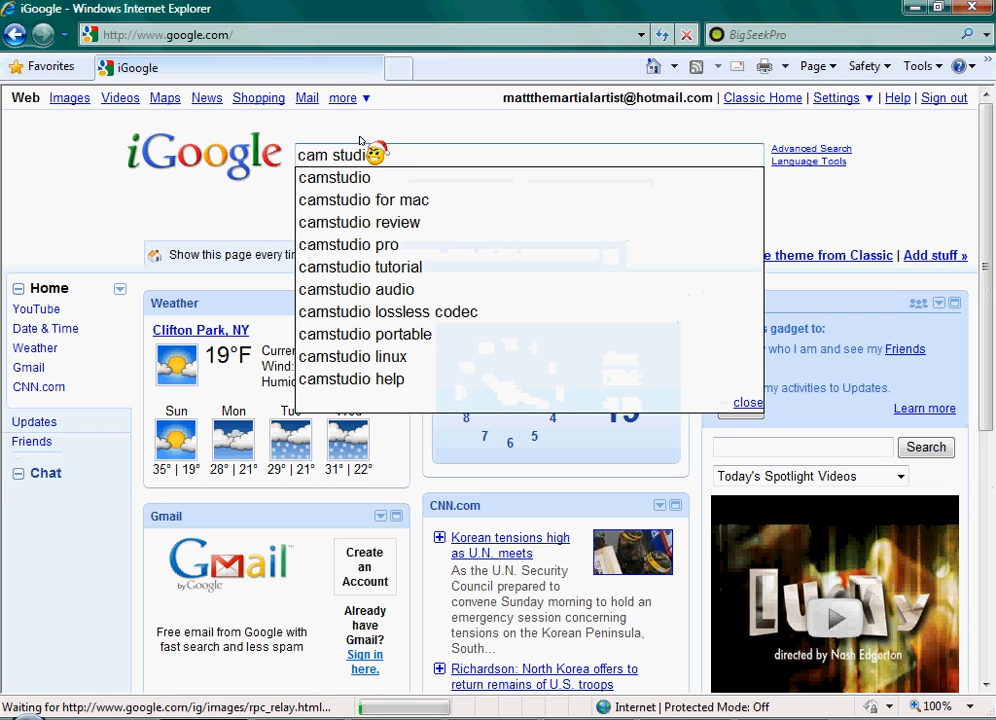 iGoogle - Windows Internet Explorer
http://www.google.com/
BigSeekPro
Favorites
iGoogle
Page
Safety
Tools
Web Images Videos Maps News Shopping Mail more ▼
mattthemartialartist@hotmail.com | Classic Home | Settings ▼ | Help | Sign out
iGoogle
cam studi
Advanced Search
Language Tools
camstudio
camstudio for mac
camstudio review
camstudio pro
camstudio tutorial
camstudio audio
camstudio lossless codec
camstudio portable
camstudio linux
camstudio help
close
Show this page every
e theme from Classic | Add stuff »
Home
YouTube
Date & Time
Weather
Gmail
CNN.com
Updates
Friends
Chat
Weather
Clifton Park, NY
19°F
Curre
Wind:
Humid
Sun Mon Tue
35° | 19° 28° | 21° 29° | 21° 31° | 22°
8 7 6 5 4
gadget to:
who I am and see my Friends
my activities to Updates.
Learn more
Search
Today's Spotlight Videos
directed by Nash Edgerton
Gmail
Gmail
by Google
Free email from Google with
fast search and less spam
Create
an
Account
Already
have
Gmail?
Sign in
here.
CNN.com
Korean tensions high
as U.N. meets
As the U.N. Security
Council prepared to
convene Sunday morning to hold an
emergency session concerning
tensions on the Korean Peninsula,
South...
Richardson: North Korea offers to
return remains of U.S. troops
Waiting for http://www.google.com/ig/images/rpc_relay.html...
Internet | Protected Mode: Off
100%